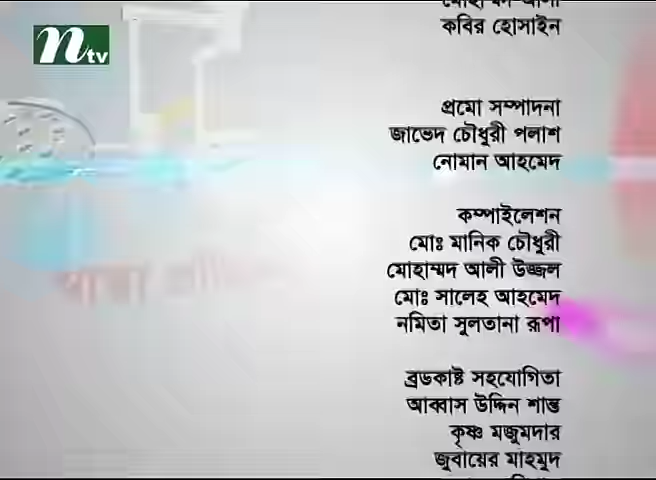 ntv
কবির হোসাইন
প্রমো সম্পাদনা
জাভেদ চৌধুরী পলাশ
নোমান আহমেদ
কম্পাইলেশন
মোঃ মানিক চৌধুরী
মোহাম্মদ আলী উজ্জল
মোঃ সালেহ আহমেদ
নমিতা সুলতানা রূপা
ব্রডকাষ্ট সহযোগিতা
আব্বাস উদ্দিন শান্ত
কৃষ্ণ মজুমদার
জুবায়ের মাহমুদ